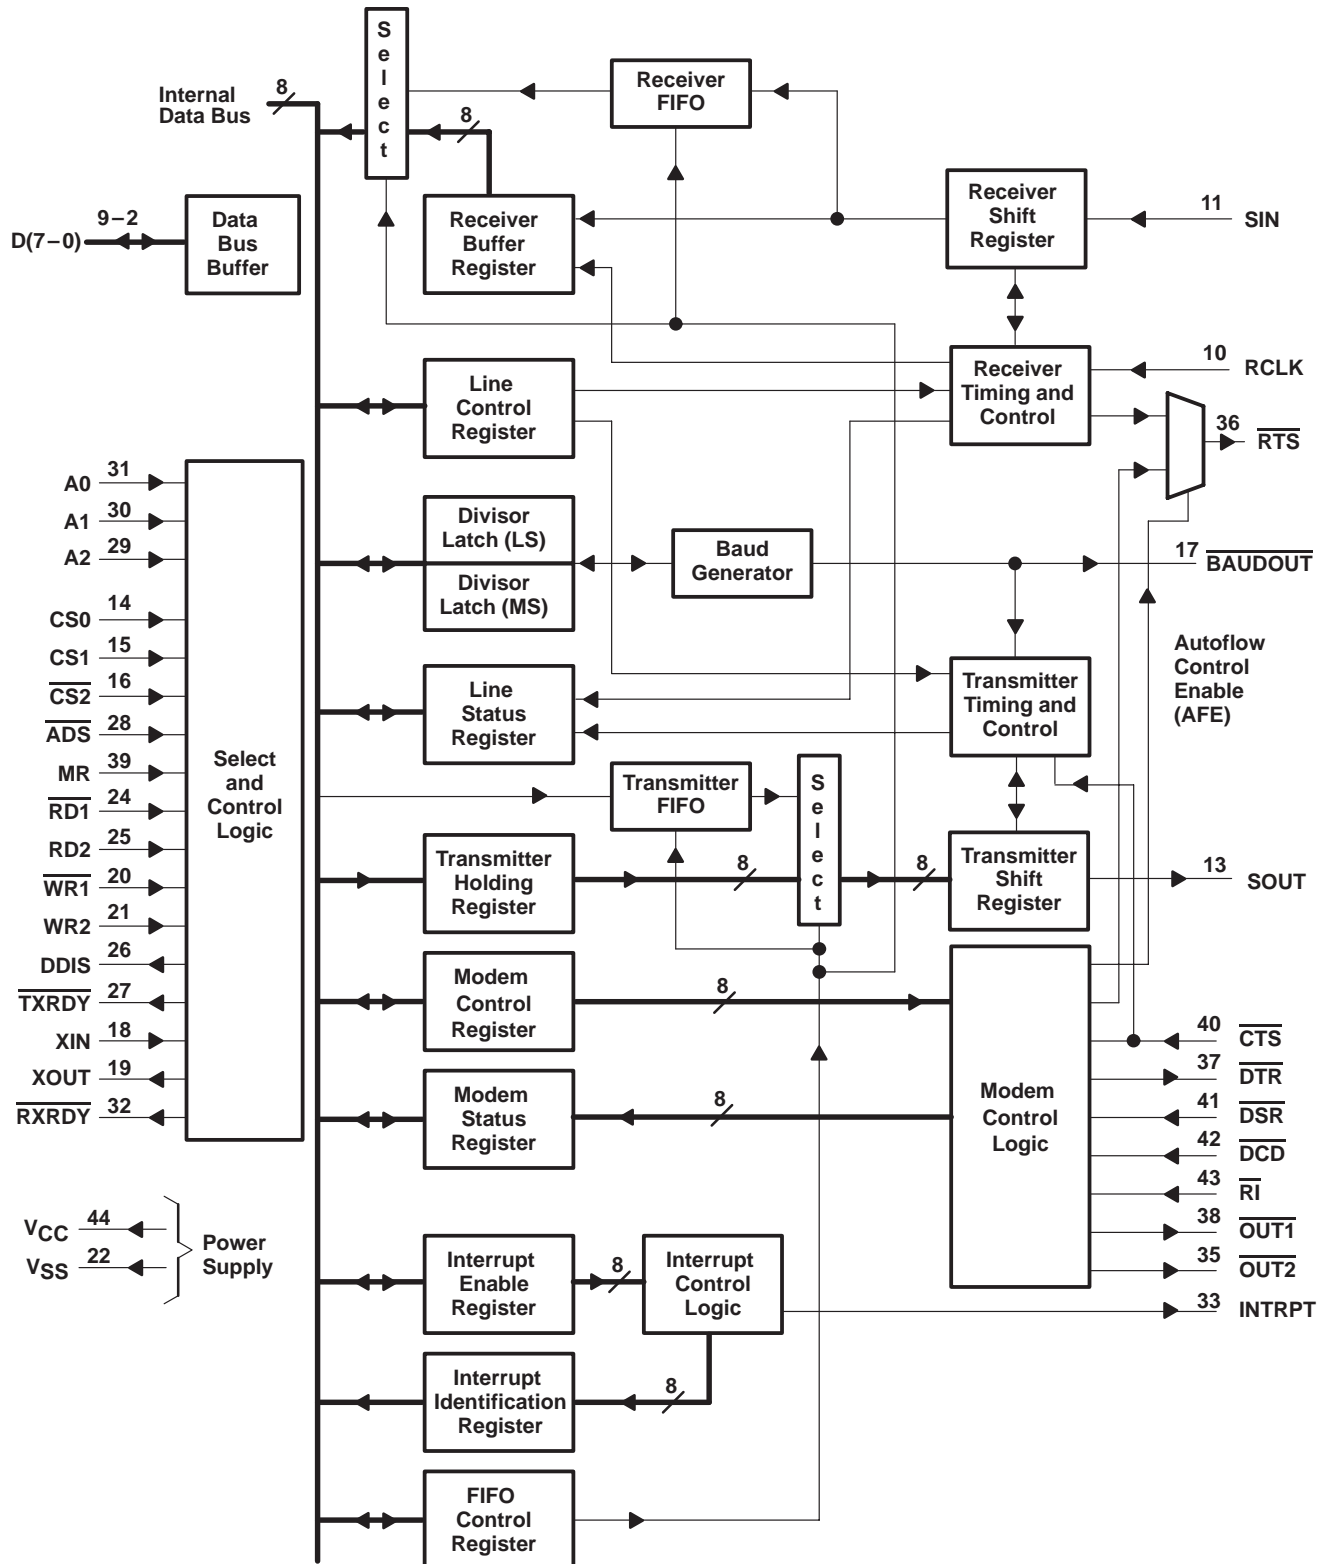 S
e
l
e
c
t
Internal
Data Bus
8
8
Receiver
FIFO
D(7–0)
9–2
Data
Bus
Buffer
Receiver
Buffer
Register
Receiver
Shift
Register
11
SIN
Line
Control
Register
Receiver
Timing and
Control
10
RCLK
36
RTS
A0
31
A1
30
A2
29
CS0
14
CS1
15
CS2
16
ADS
28
MR
39
RD1
24
RD2
25
WR1
20
WR2
21
DDIS
26
TXRDY
27
XIN
18
XOUT
19
RXRDY
32
Select
and
Control
Logic
Divisor
Latch (LS)
Divisor
Latch (MS)
Baud
Generator
17
BAUDOUT
Autoflow
Control
Enable
(AFE)
Line
Status
Register
Transmitter
Timing and
Control
Transmitter
FIFO
S
e
l
e
c
t
Transmitter
Holding
Register
8
8
Transmitter
Shift
Register
13
SOUT
Modem
Control
Register
8
Modem
Status
Register
8
Modem
Control
Logic
40
CTS
37
DTR
41
DSR
42
DCD
43
RI
38
OUT1
35
OUT2
33
INTRPT
VCC
44
VSS
22
Power
Supply
Interrupt
Enable
Register
8
Interrupt
Control
Logic
Interrupt
Identification
Register
8
FIFO
Control
Register